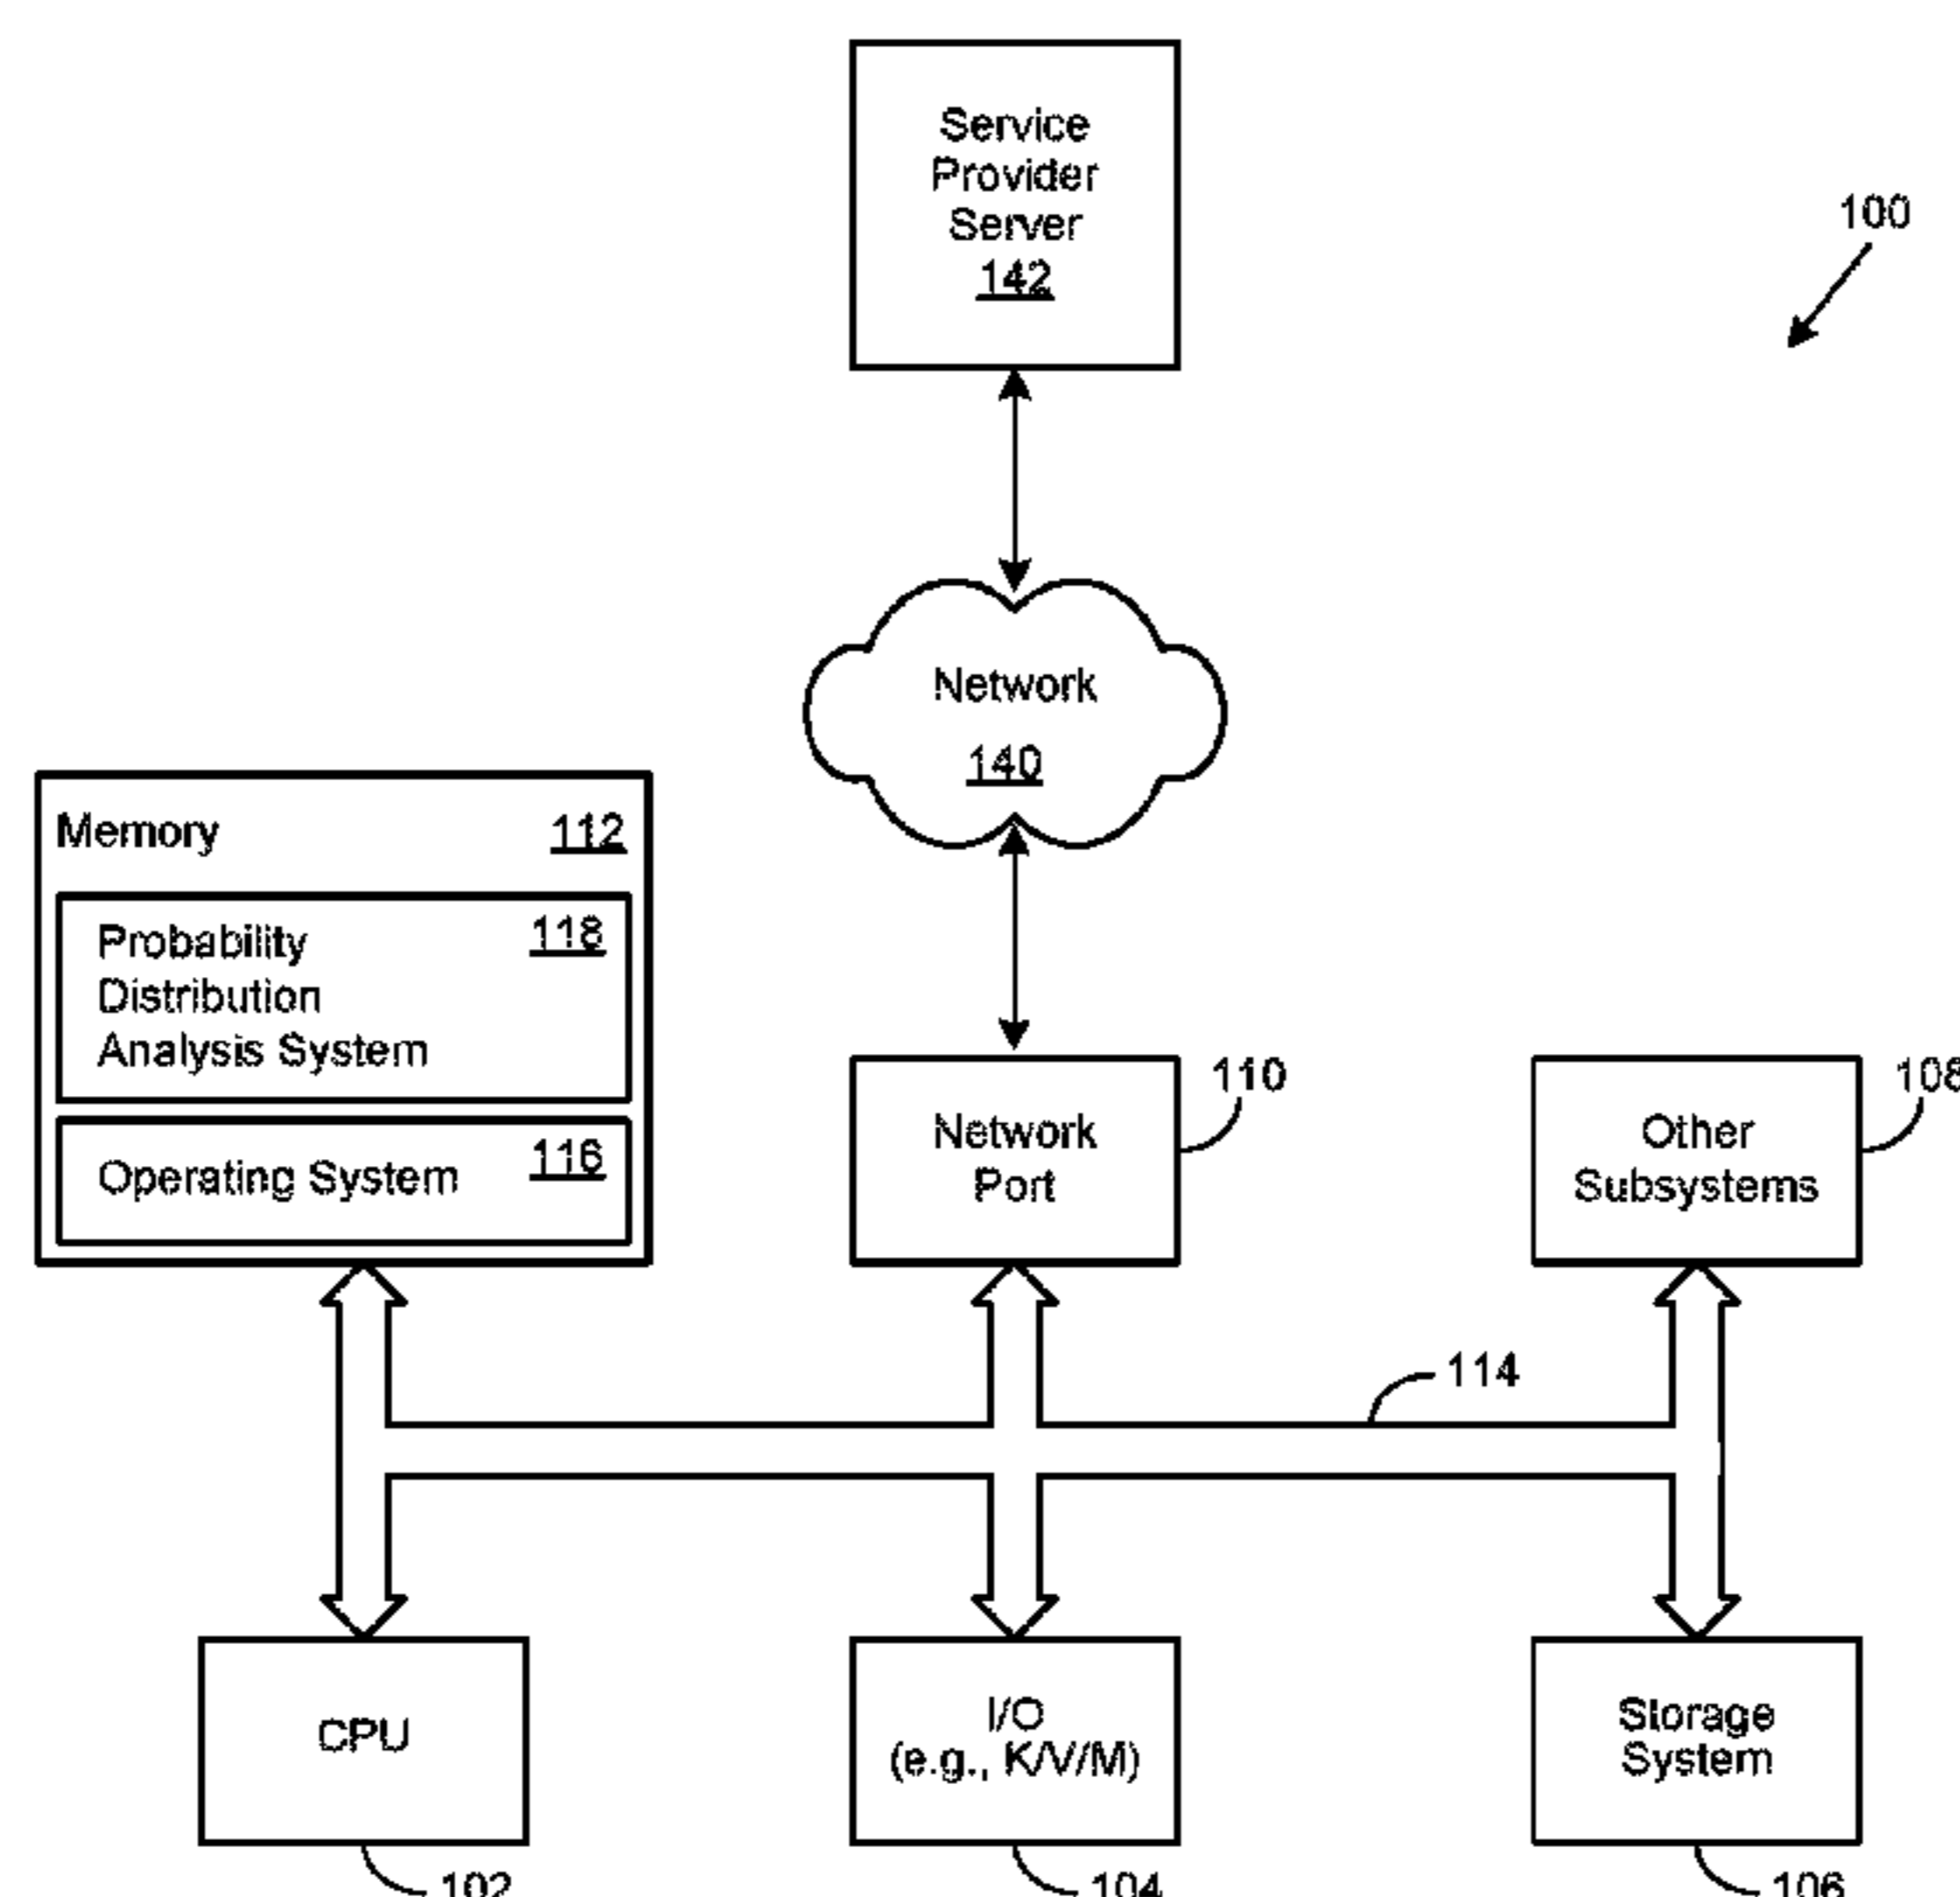 Service
Provider
Server
142
100
Network
140
Memory 112
Probability 118
Distribution
Analysis System
Operating System 116
Network
Port
110
Other
Subsystems
108
114
CPU
I/O
(e.g., K/V/M)
Storage
System
102
104
106